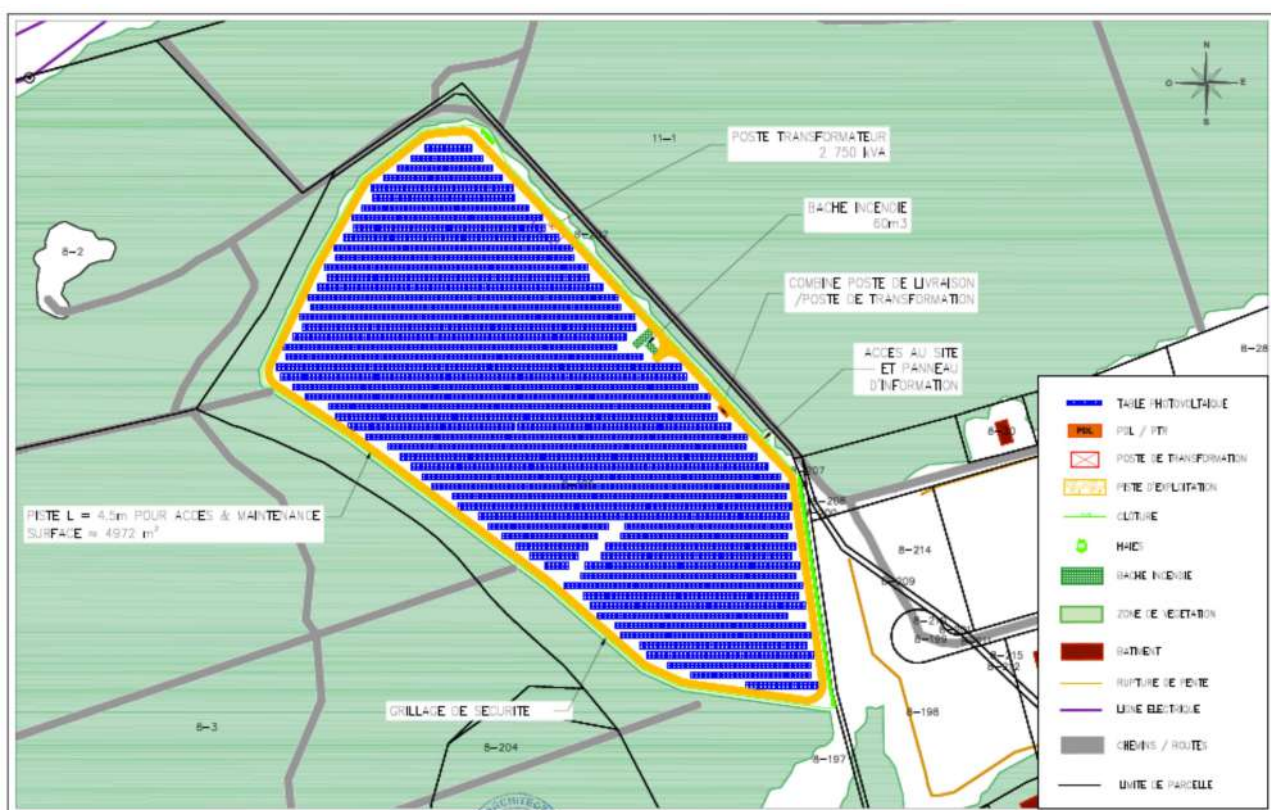 N
O
E
S
11-1
POSTE TRANSFORMATEUR
2 750 kVA
8-2
BACHE INCENDIE
60m3
COMBINE POSTE DE LIVRAISON
/POSTE DE TRANSFORMATION
ACCES AU SITE
ET PANNEAU
D'INFORMATION
8-28
TABLE PHOTOVOLTAIQUE
PDL
PDL / PTR
POSTE DE TRANSFORMATION
PISTE D'EXPLOITATION
CLOTURE
HAIES
BACHE INCENDIE
ZONE DE VEGETATION
BATIMENT
RUPTURE DE PENTE
LIGNE ELECTRIQUE
CHEMINS / ROUTES
LIMITE DE PARCELLE
PISTE L = 4.5m POUR ACCES & MAINTENANCE
SURFACE = 4972 m²
8-214
8-209
8-199
8-215
GRILLAGE DE SECURITE
8-198
8-3
8-204
8-197